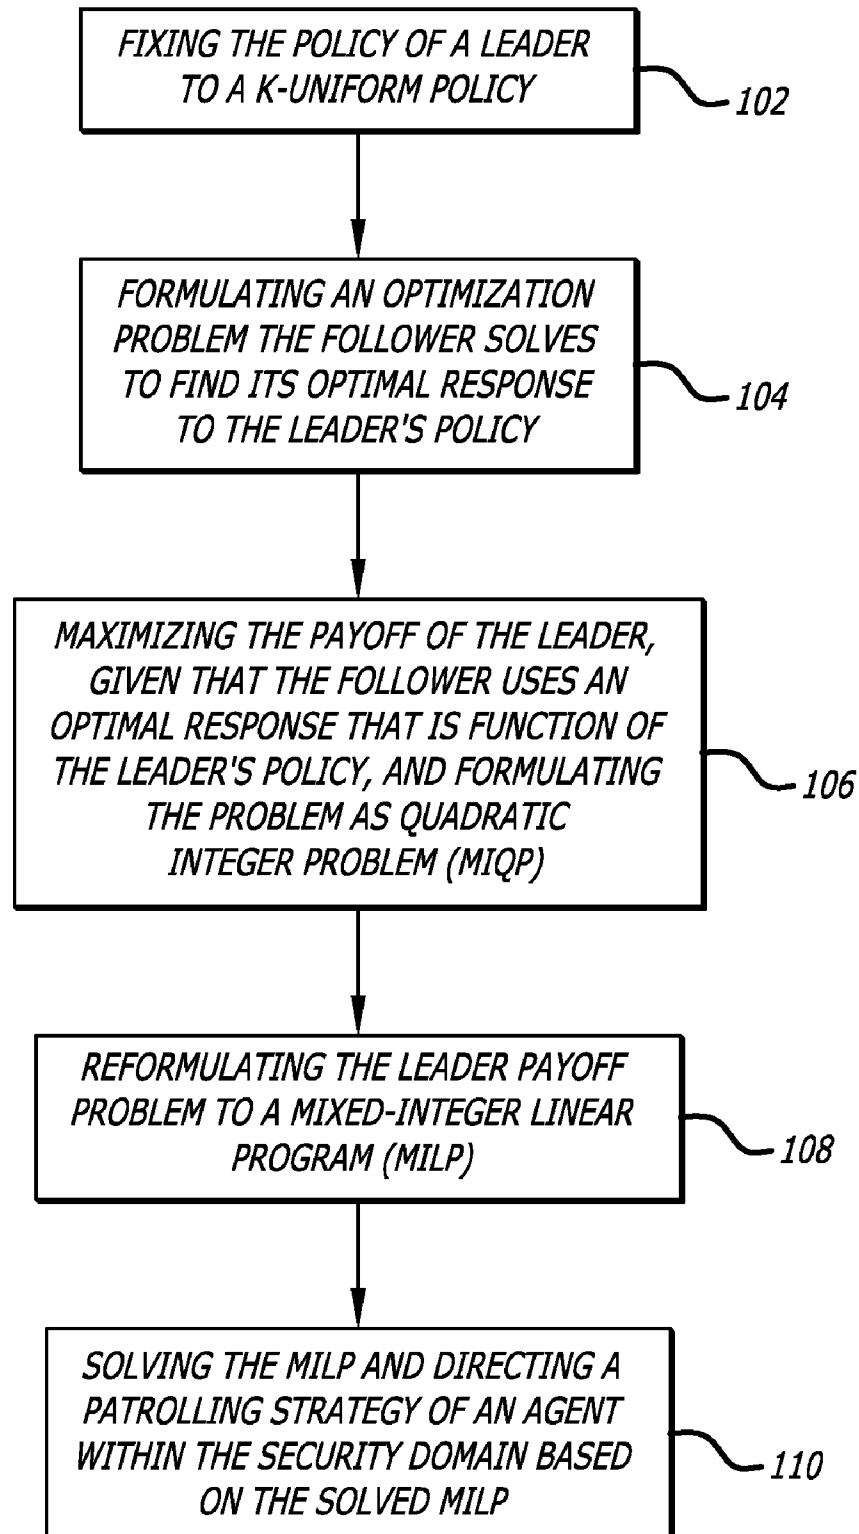 FIXING THE POLICY OF A LEADER
TO A K-UNIFORM POLICY
102
FORMULATING AN OPTIMIZATION
PROBLEM THE FOLLOWER SOLVES
TO FIND ITS OPTIMAL RESPONSE
TO THE LEADER'S POLICY
104
MAXIMIZING THE PAYOFF OF THE LEADER,
GIVEN THAT THE FOLLOWER USES AN
OPTIMAL RESPONSE THAT IS FUNCTION OF
THE LEADER'S POLICY, AND FORMULATING
THE PROBLEM AS QUADRATIC
INTEGER PROBLEM (MIQP)
106
REFORMULATING THE LEADER PAYOFF
PROBLEM TO A MIXED-INTEGER LINEAR
PROGRAM (MILP)
108
SOLVING THE MILP AND DIRECTING A
PATROLLING STRATEGY OF AN AGENT
WITHIN THE SECURITY DOMAIN BASED
ON THE SOLVED MILP
110